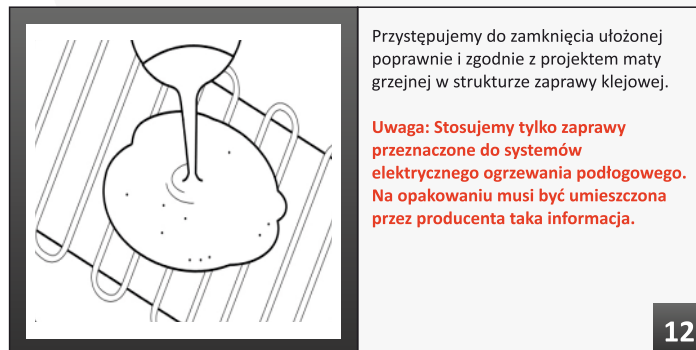 Przystępujemy do zamknięcia ułożonej
poprawnie i zgodnie z projektem maty
grzejnej w strukturze zaprawy klejowej.
Uwaga: Stosujemy tylko zaprawy
przeznaczone do systemów
elektrycznego ogrzewania podłogowego.
Na opakowaniu musi być umieszczona
przez producenta taka informacja.
12